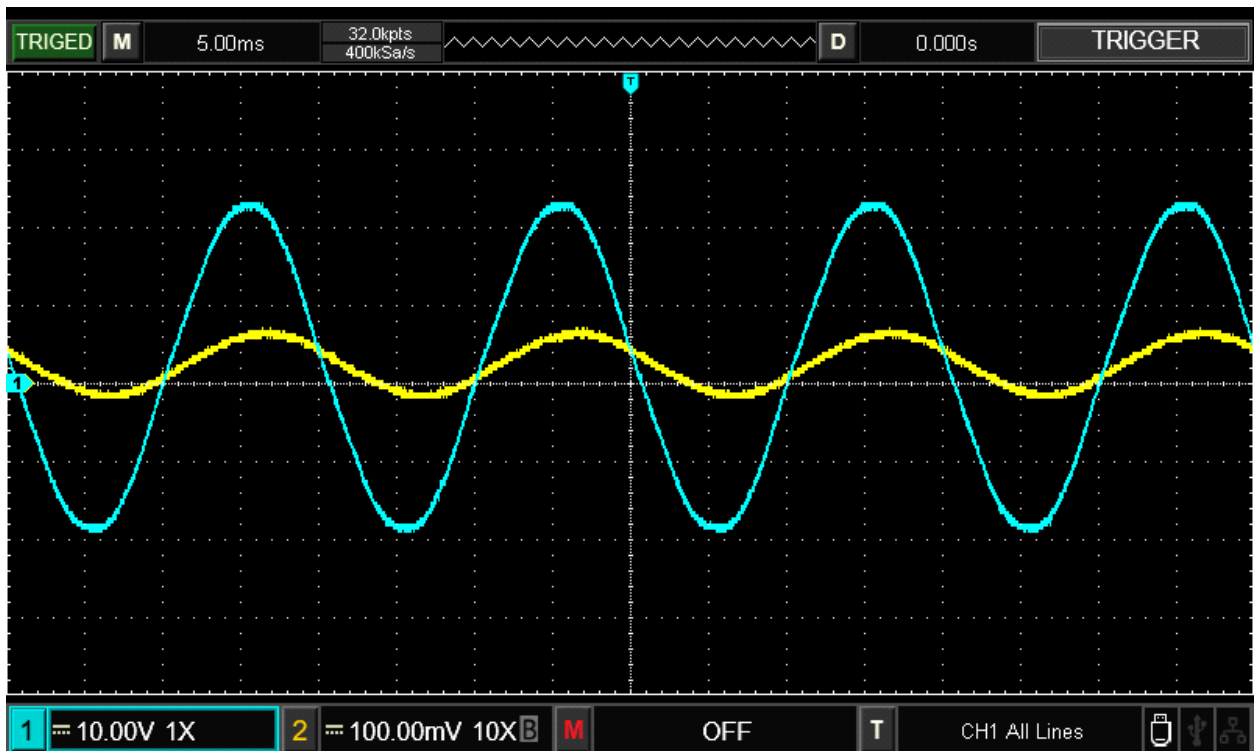 TRIGED M 5.00ms 32.0kpts D 0.000s TRIGGER
400kSa/s
T
1
1 10.00V 1X 2 100.00mV 10X B M OFF T CH1 All Lines